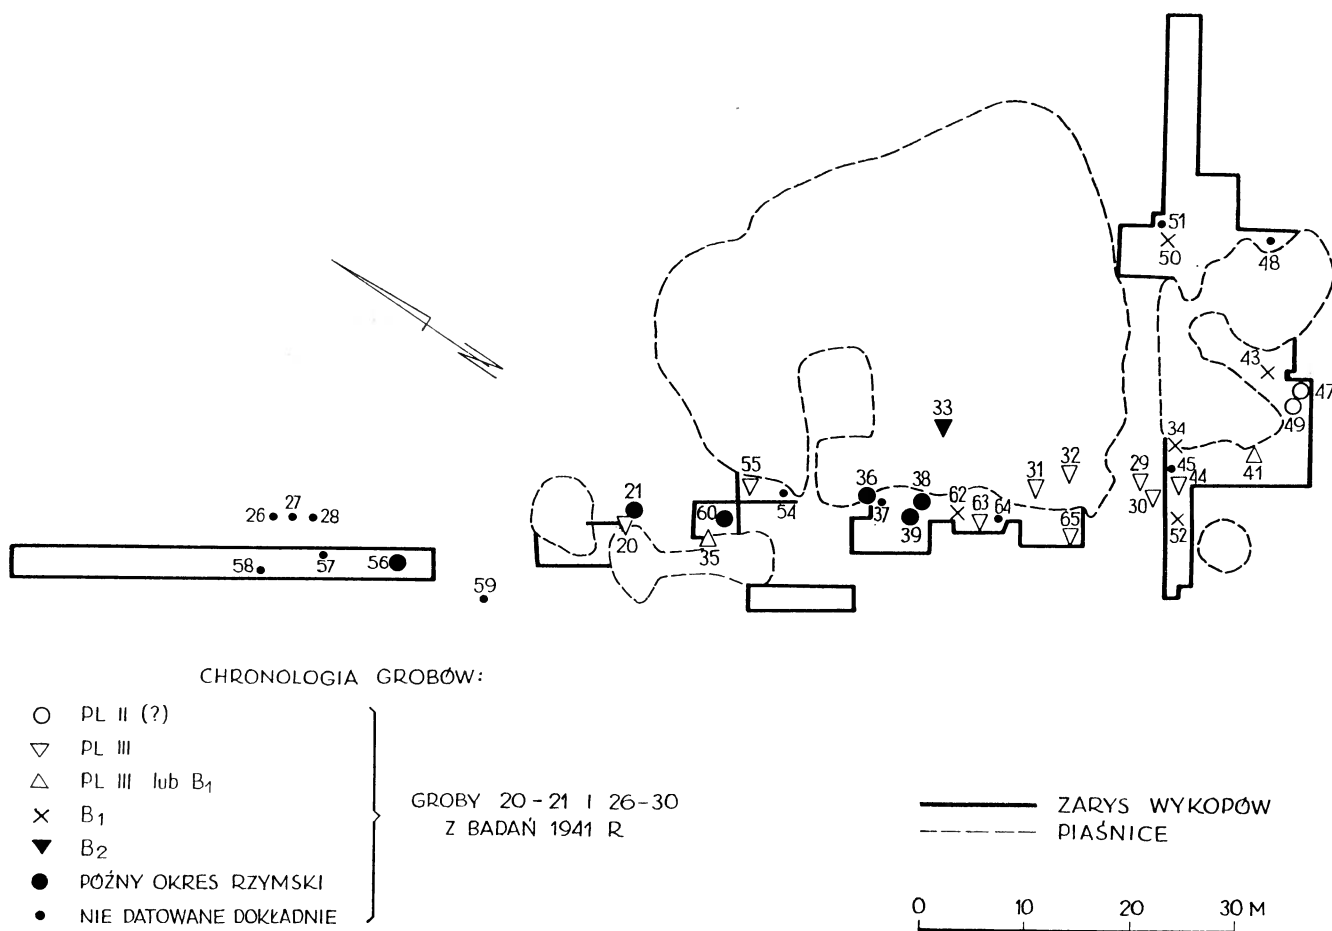 51
50
48
43
47
49
33
34
41
55
31
32
29
45
44
30
36
38
21
60
54
37
39
62
63
64
65
52
26
27
28
20
35
58
57
56
59
CHRONOLOGIA GROBÓW:
PL II (?)
PL III
PL III lub B₁
B₁
B₂
PÓŹNY OKRES RZYMSKI
NIE DATOWANE DOKŁADNIE
GROBY 20-21 I 26-30
Z BADAŃ 1941 R
ZARYS WYKOPÓW
PIAŚNICE
0 10 20 30 M